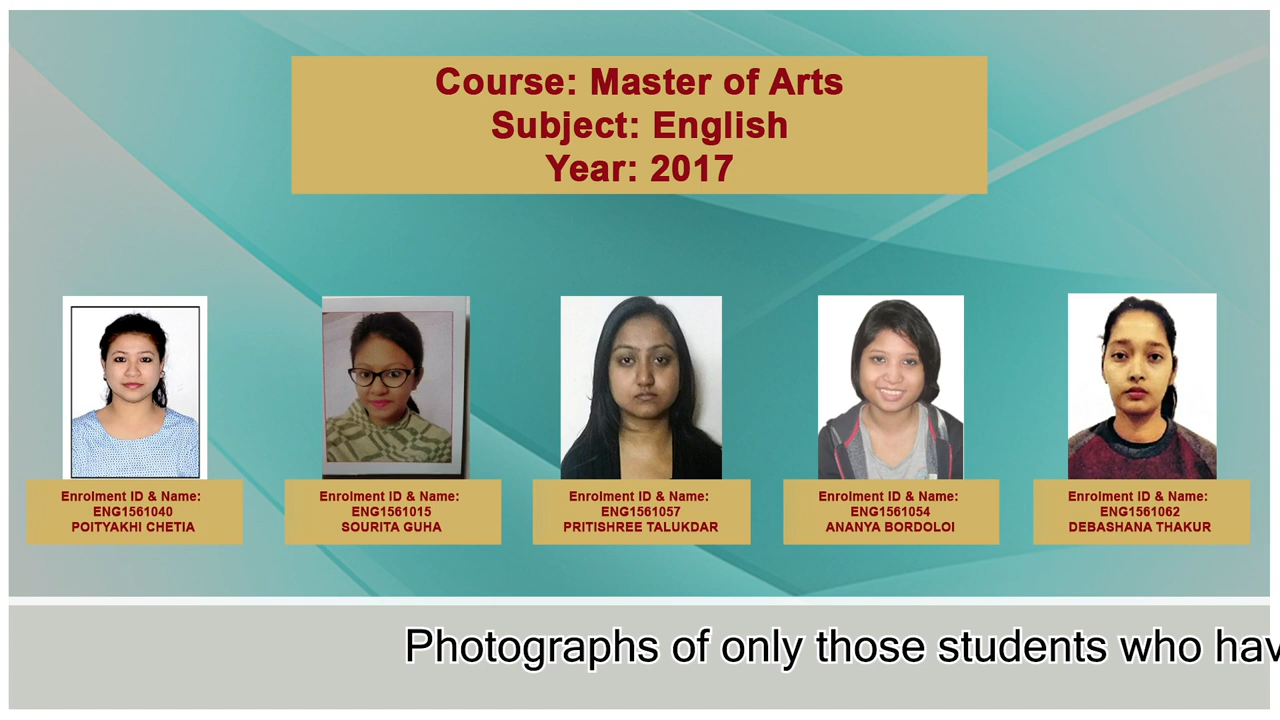 Course: Master of Arts
Subject: English
Year: 2017
Enrolment ID & Name:
ENG1561040
POITYAKHI CHETIA
Enrolment ID & Name:
ENG1561015
SOURITA GUHA
Enrolment ID & Name:
ENG1561057
PRITISHREE TALUKDAR
Enrolment ID & Name:
ENG1561054
ANANYA BORDOLOI
Enrolment ID & Name:
ENG1561062
DEBASHANA THAKUR
Photographs of only those students who hav